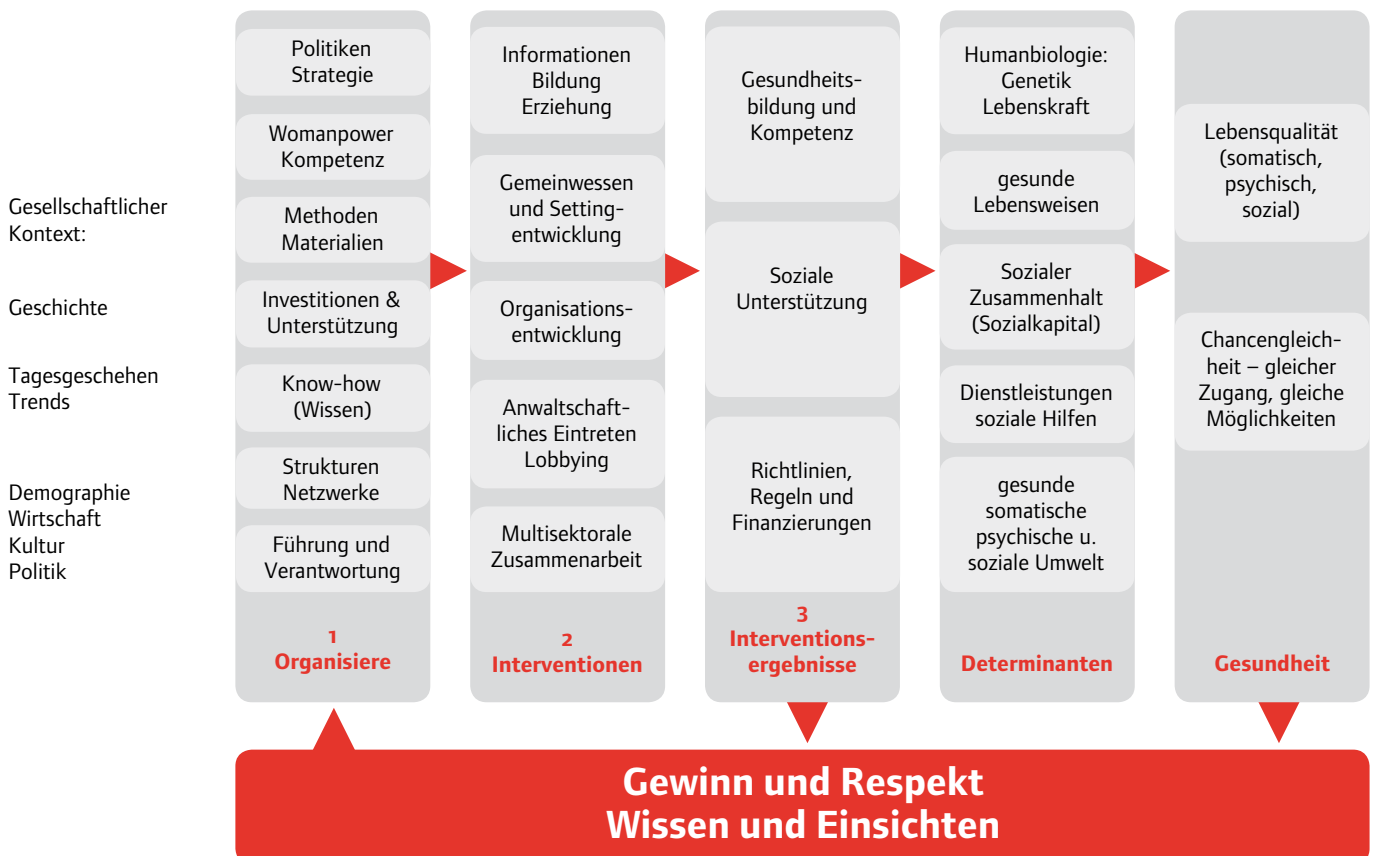 Gesellschaftlicher
Kontext:
Geschichte
Tagesgeschehen
Trends
Demographie
Wirtschaft
Kultur
Politik
Politiken
Strategie
Womanpower
Kompetenz
Methoden
Materialien
Investitionen &
Unterstützung
Know-how
(Wissen)
Strukturen
Netzwerke
Führung und
Verantwortung
1
Organisiere
Informationen
Bildung
Erziehung
Gemeinwessen
und Setting-
entwicklung
Organisations-
entwicklung
Anwaltschaft-
liches Eintreten
Lobbying
Multisektorale
Zusammenarbeit
2
Interventionen
Gesundheits-
bildung und
Kompetenz
Soziale
Unterstützung
Richtlinien,
Regeln und
Finanzierungen
3
Interventions-
ergebnisse
Humanbiologie:
Genetik
Lebenskraft
gesunde
Lebensweisen
Sozialer
Zusammenhalt
(Sozialkapital)
Dienstleistungen
soziale Hilfen
gesunde
somatische
psychische u.
soziale Umwelt
Determinanten
Lebensqualität
(somatisch,
psychisch,
sozial)
Chancengleich-
heit – gleicher
Zugang, gleiche
Möglichkeiten
Gesundheit
Gewinn und Respekt
Wissen und Einsichten